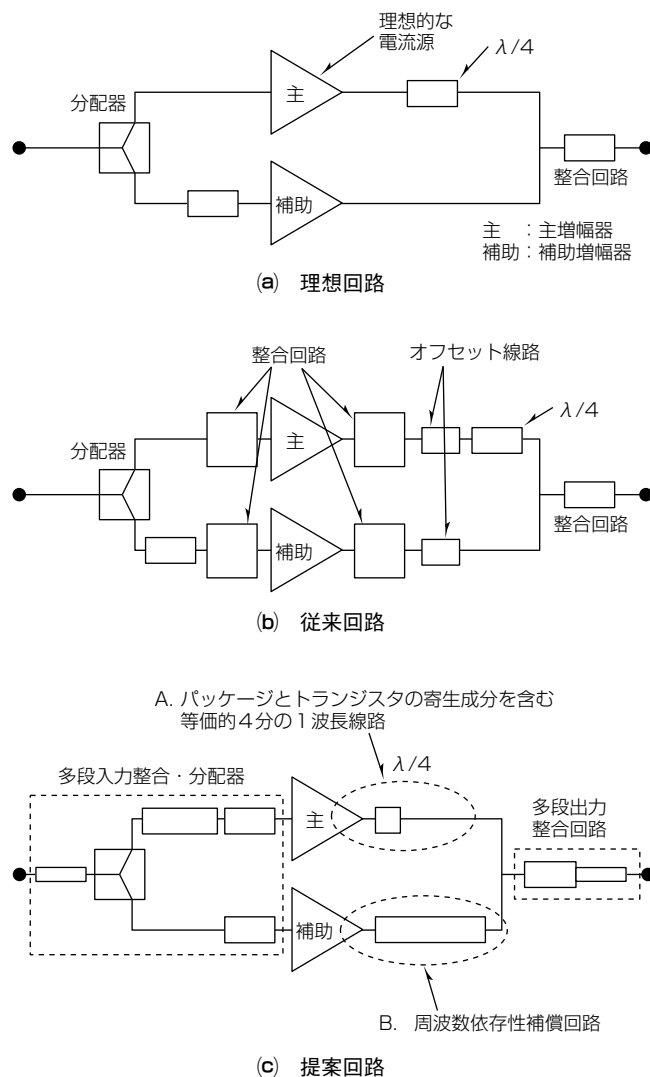 理想的な
電流源
λ/4
分配器
主
補助
整合回路
主　：主増幅器
補助：補助増幅器
(a)　理想回路
整合回路
オフセット線路
λ/4
分配器
主
補助
整合回路
(b)　従来回路
A. パッケージとトランジスタの寄生成分を含む
等価的4分の1波長線路
多段入力整合・分配器
λ/4
主
多段出力
整合回路
補助
B.　周波数依存性補償回路
(c)　提案回路